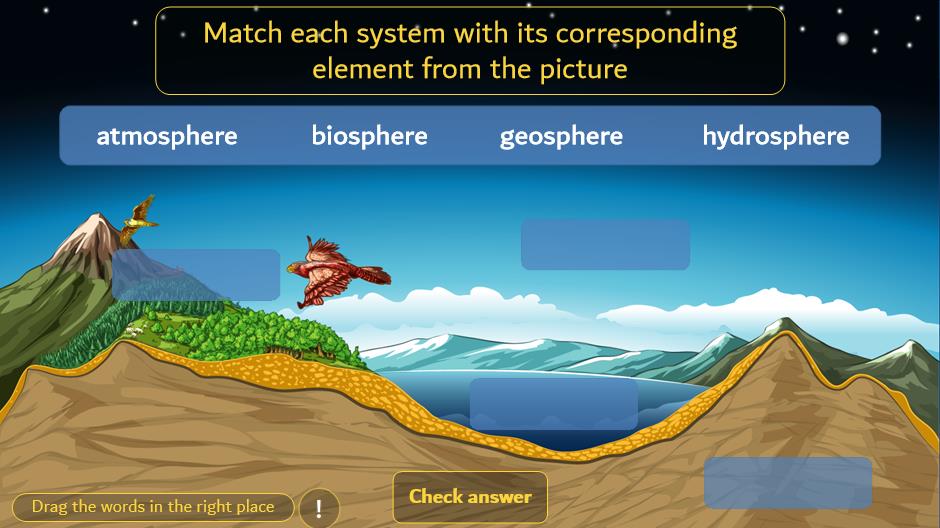 Match each system with its corresponding
element from the picture
atmosphere biosphere geosphere hydrosphere
Check answer
Drag the words in the right place !